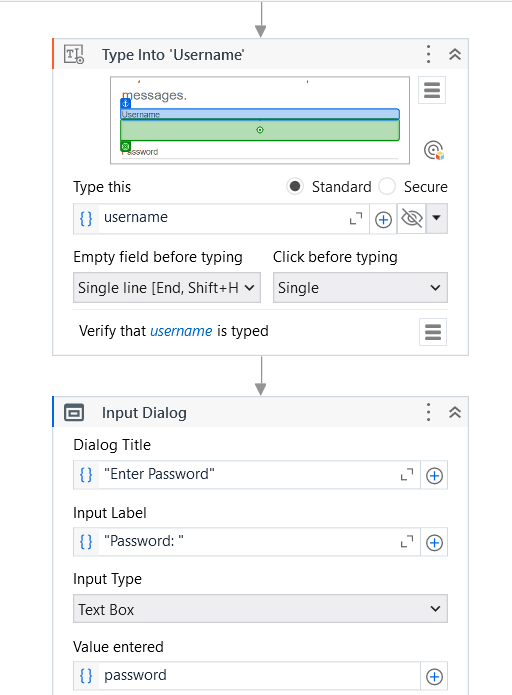 Type Into 'Username'
messages.
Username
Password
Type this
Standard
Secure
{} username
Empty field before typing
Click before typing
Single line [End, Shift+H
Single
Verify that username is typed
Input Dialog
Dialog Title
{} "Enter Password"
Input Label
{} "Password: "
Input Type
Text Box
Value entered
{} password